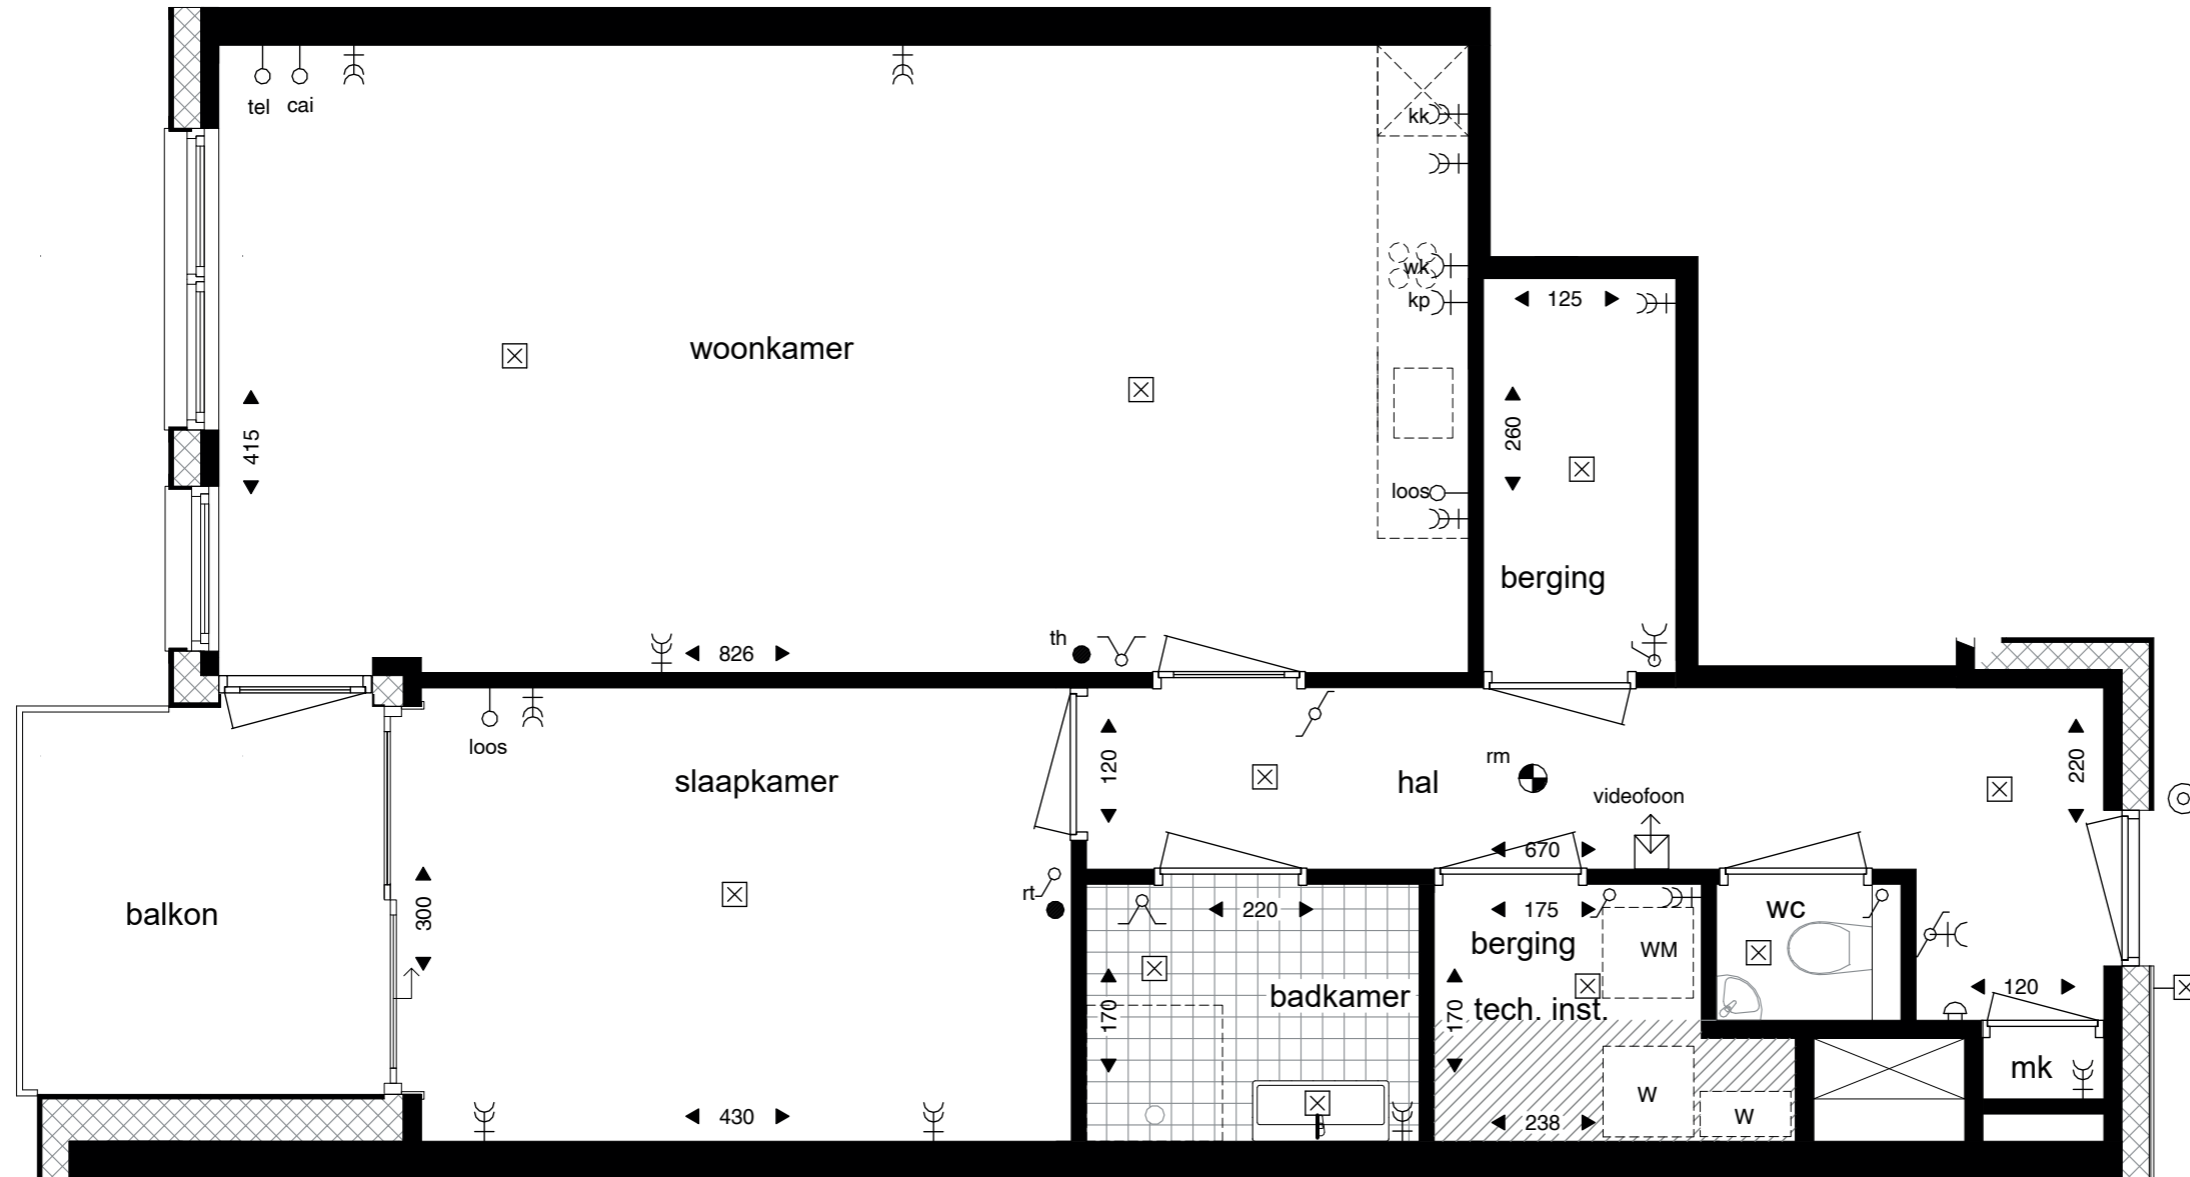 tel cai
kk
wk
kp
125
woonkamer
415
260
loos
berging
th
826
loos
slaapkamer
120
hal
rm
videofoon
220
670
balkon
300
rt
220
175
wc
berging
WM
badkamer
170
170
tech. inst.
120
mk
W
W
430
238